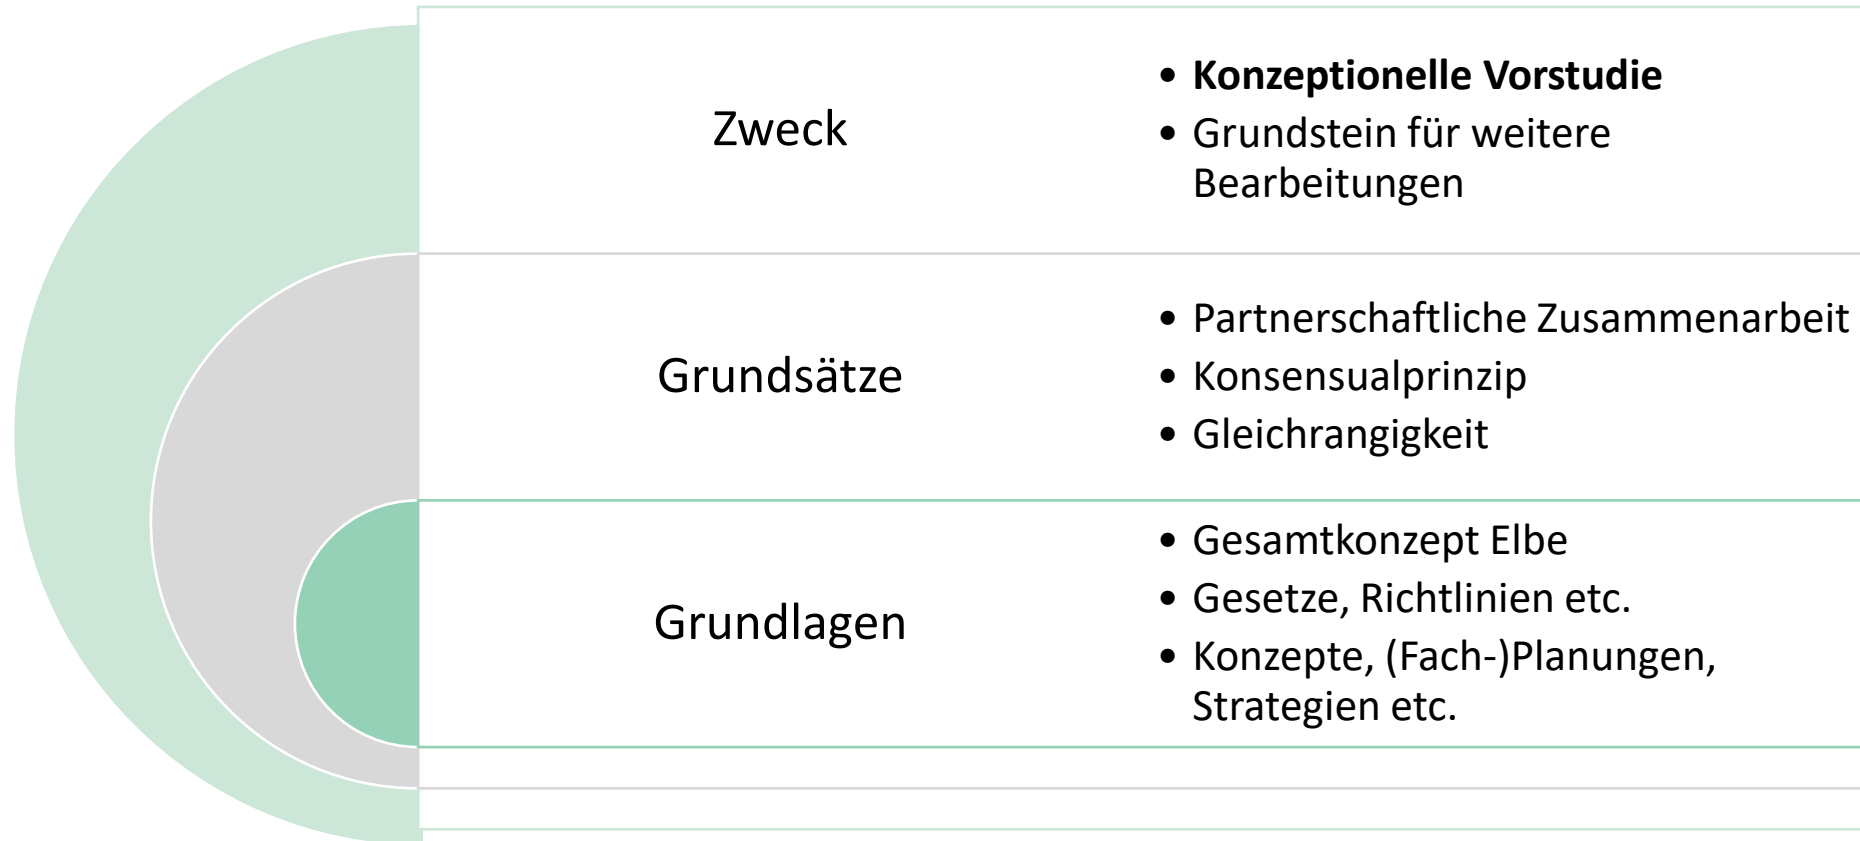 Zweck
• Konzeptionelle Vorstudie
• Grundstein für weitere
Bearbeitungen
Grundsätze
• Partnerschaftliche Zusammenarbeit
• Konsensualprinzip
• Gleichrangigkeit
Grundlagen
• Gesamtkonzept Elbe
• Gesetze, Richtlinien etc.
• Konzepte, (Fach-)Planungen,
Strategien etc.